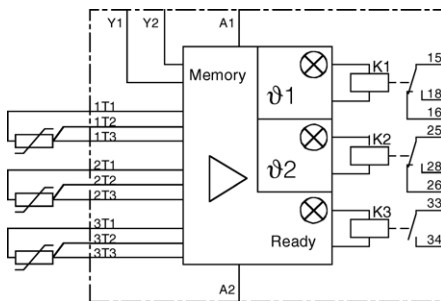 Y1 Y2 A1
Memory
ϑ1
ϑ2
Ready
1T1
1T2
1T3
2T1
2T2
2T3
3T1
3T2
3T3
K1
15
18
16
K2
25
28
26
K3
33
34
A2